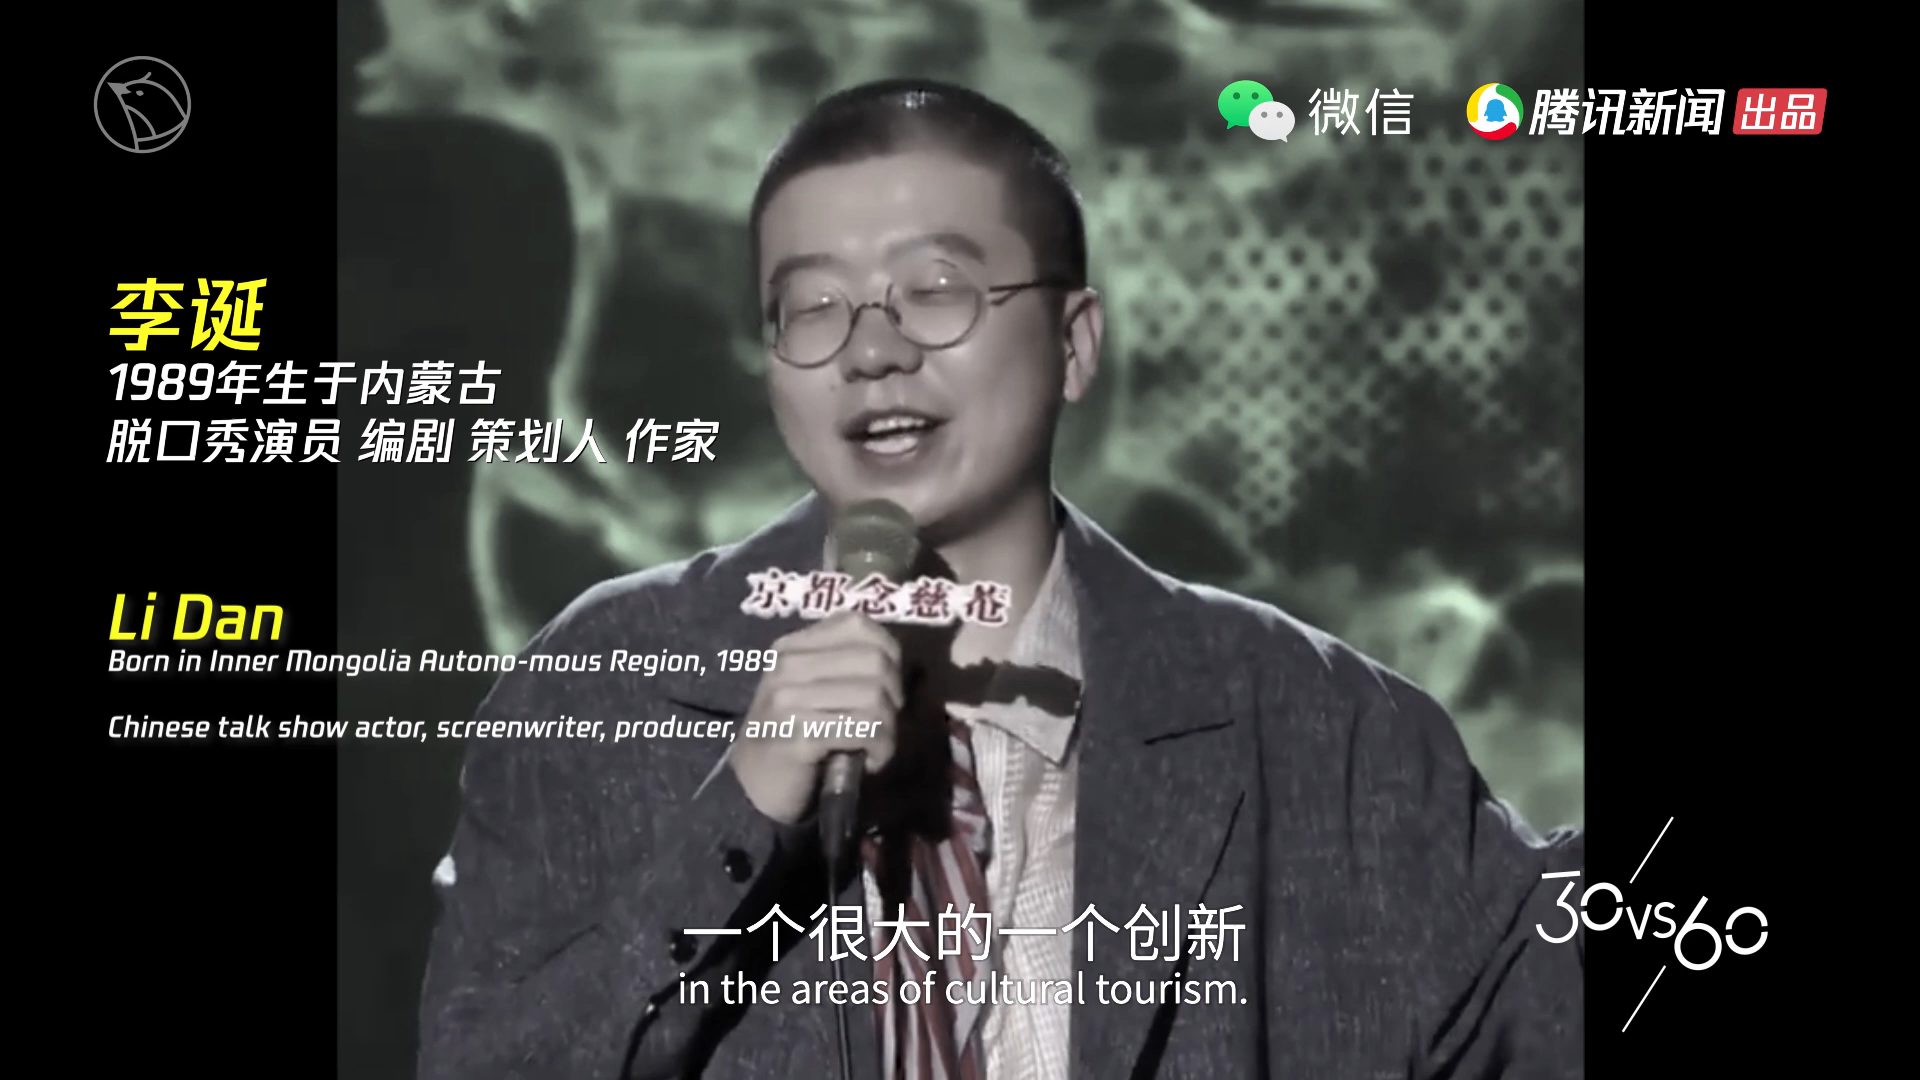 微信
腾讯新闻 出品
李诞
1989年生于内蒙古
脱口秀演员 编剧 策划人 作家
京都念慈菴
Li Dan
Born in Inner Mongolia Autono-mous Region, 1989
Chinese talk show actor, screenwriter, producer, and writer
30VS60
一个很大的一个创新
in the areas of cultural tourism.